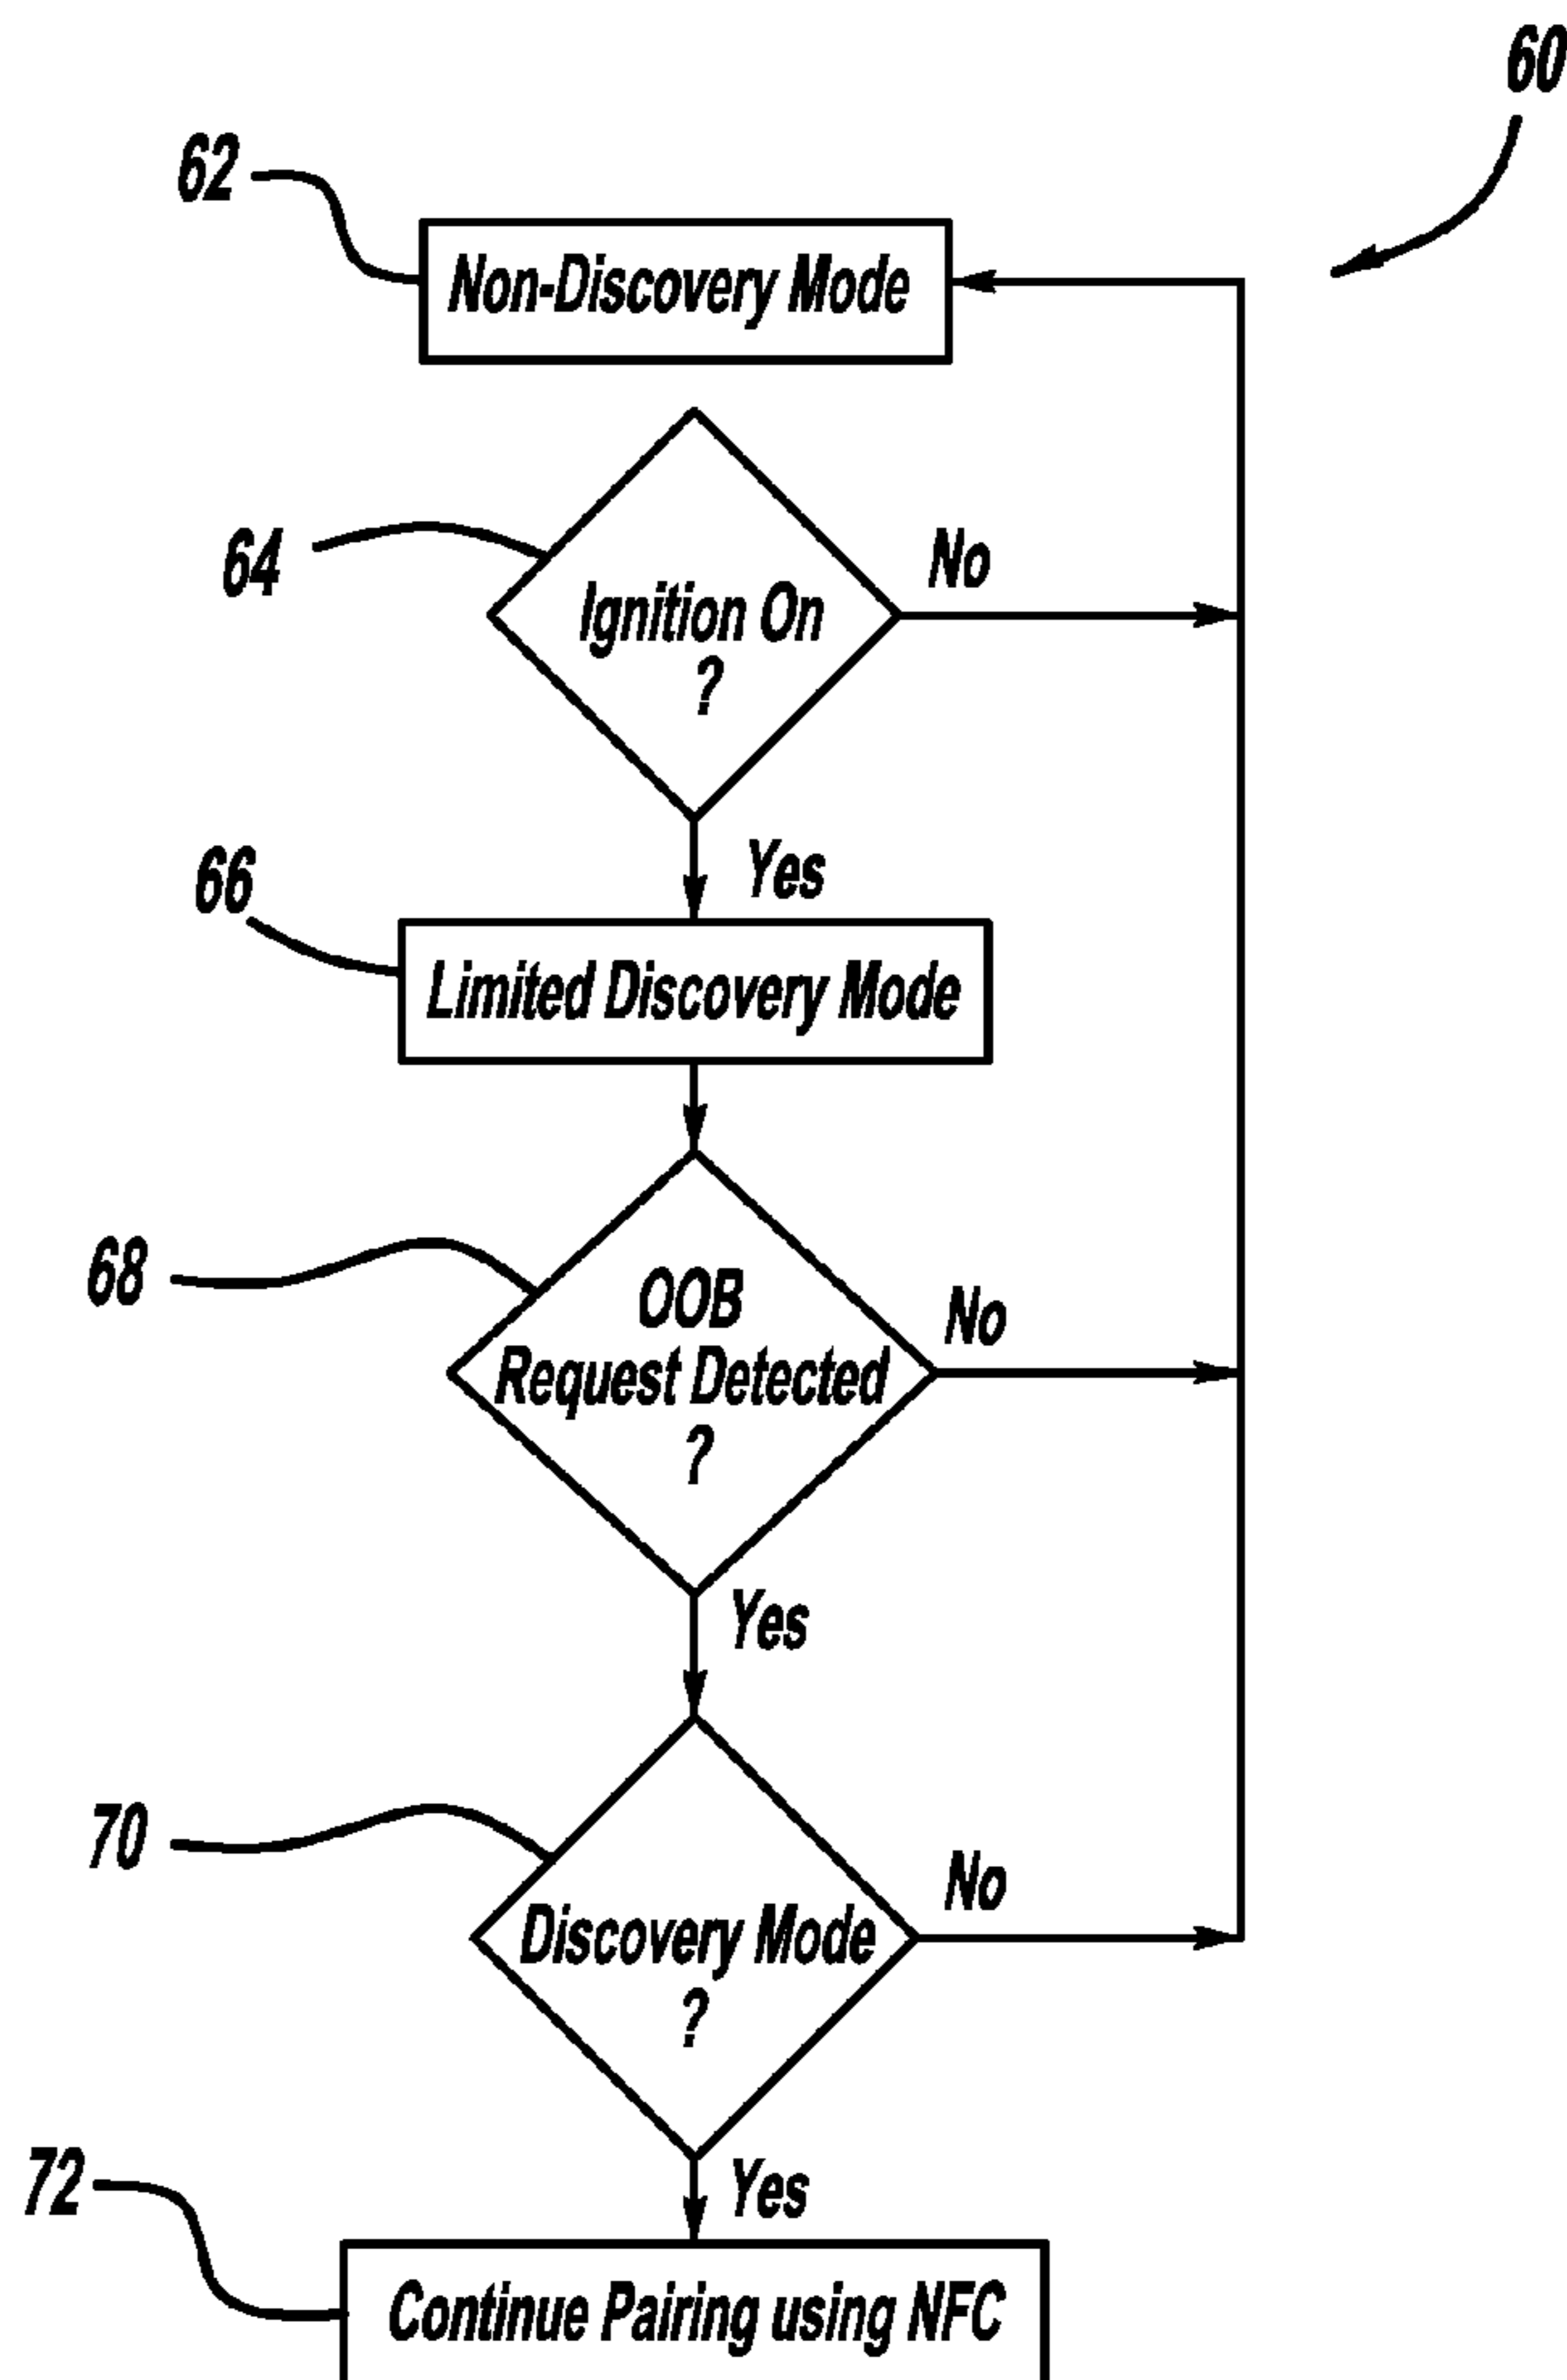 60
62
Non-Discovery Mode
64
Ignition On
?
No
Yes
66
Limited Discovery Mode
68
OOB
Request Detected
?
No
Yes
70
Discovery Mode
?
No
Yes
72
Continue Pairing using NFC